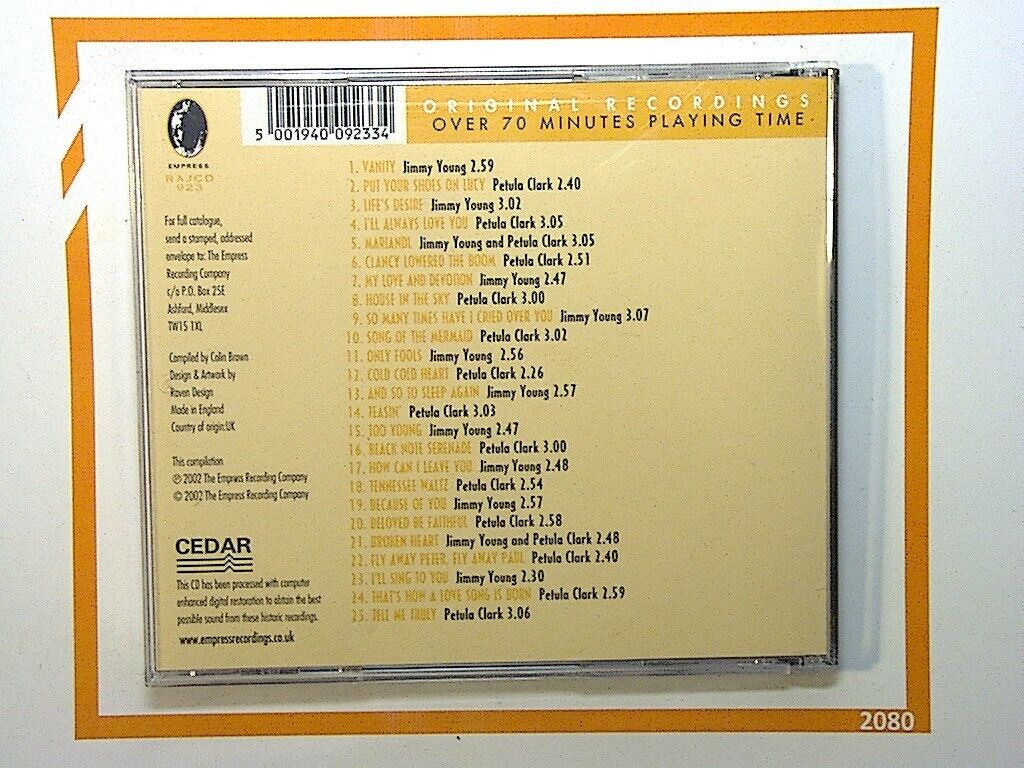 ORIGINAL RECORDINGS
OVER 70 MINUTES PLAYING TIME
5 001940 092334
EMPRESS
RAJCD
923
For full catalogue,
send a stamped, addressed
envelope to: The Empress
Recording Company
c/o P.O. Box 25E
Ashford, Middlesex
TW15 1XL
Compiled by Colin Brown
Design & Artwork by
Raven Design
Made in England
Country of origin:UK
This compilation
℗ 2002 The Empress Recording Company
© 2002 The Empress Recording Company
CEDAR
This CD has been processed with computer
enhanced digital restoration to obtain the best
possible sound from these historic recordings.
www.empressrecordings.co.uk
1. VANITY Jimmy Young 2.59
2. PUT YOUR SHOES ON LUCY Petula Clark 2.40
3. LIFE'S DESIRE Jimmy Young 3.02
4. I'LL ALWAYS LOVE YOU Petula Clark 3.05
5. MARIANDL Jimmy Young and Petula Clark 3.05
6. CLANCY LOWERED THE BOOM Petula Clark 2.51
7. MY LOVE AND DEVOTION Jimmy Young 2.47
8. HOUSE IN THE SKY Petula Clark 3.00
9. SO MANY TIMES HAVE I CRIED OVER YOU Jimmy Young 3.07
10. SONG OF THE MERMAID Petula Clark 3.02
11. ONLY FOOLS Jimmy Young 2.56
12. COLD COLD HEART Petula Clark 2.26
13. AND SO TO SLEEP AGAIN Jimmy Young 2.57
14. TEASIN' Petula Clark 3.03
15. TOO YOUNG Jimmy Young 2.47
16. BLACK NOTE SERENADE Petula Clark 3.00
17. HOW CAN I LEAVE YOU Jimmy Young 2.48
18. TENNESSEE WALTZ Petula Clark 2.54
19. BECAUSE OF YOU Jimmy Young 2.57
20. BELOVED BE FAITHFUL Petula Clark 2.58
21. BROKEN HEART Jimmy Young and Petula Clark 2.48
22. FLY AWAY PETER, FLY AWAY PAUL Petula Clark 2.40
23. I'LL SING TO YOU Jimmy Young 2.30
24. THAT'S HOW A LOVE SONG IS BORN Petula Clark 2.59
25. TELL ME TRULY Petula Clark 3.06
2080